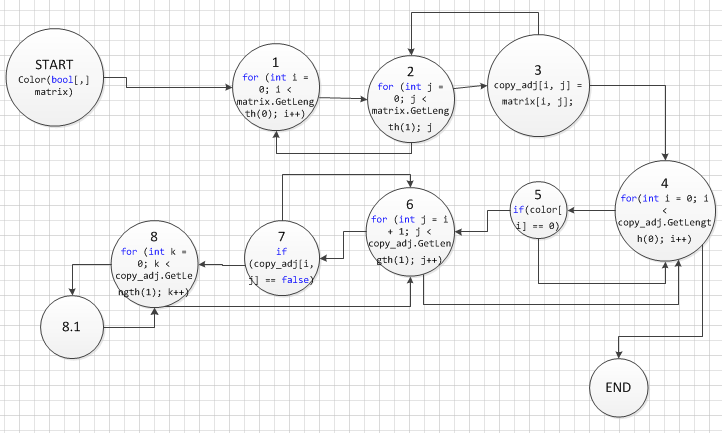 START
Color(bool[,]
matrix)
1
for (int i =
0; i <
matrix.GetLeng
th(0); i++)
2
for (int j =
0; j <
matrix.GetLeng
th(1); j
3
copy_adj[i, j] =
matrix[i, j];
4
for(int i = 0; i
<
copy_adj.GetLengt
h(0); i++)
5
if(color[
i] == 0)
6
for (int j = i
+ 1; j <
copy_adj.GetLen
gth(1); j++)
7
if
(copy_adj[i,
j] == false)
8
for (int k =
0; k <
copy_adj.GetLe
ngth(1); k++)
8.1
END